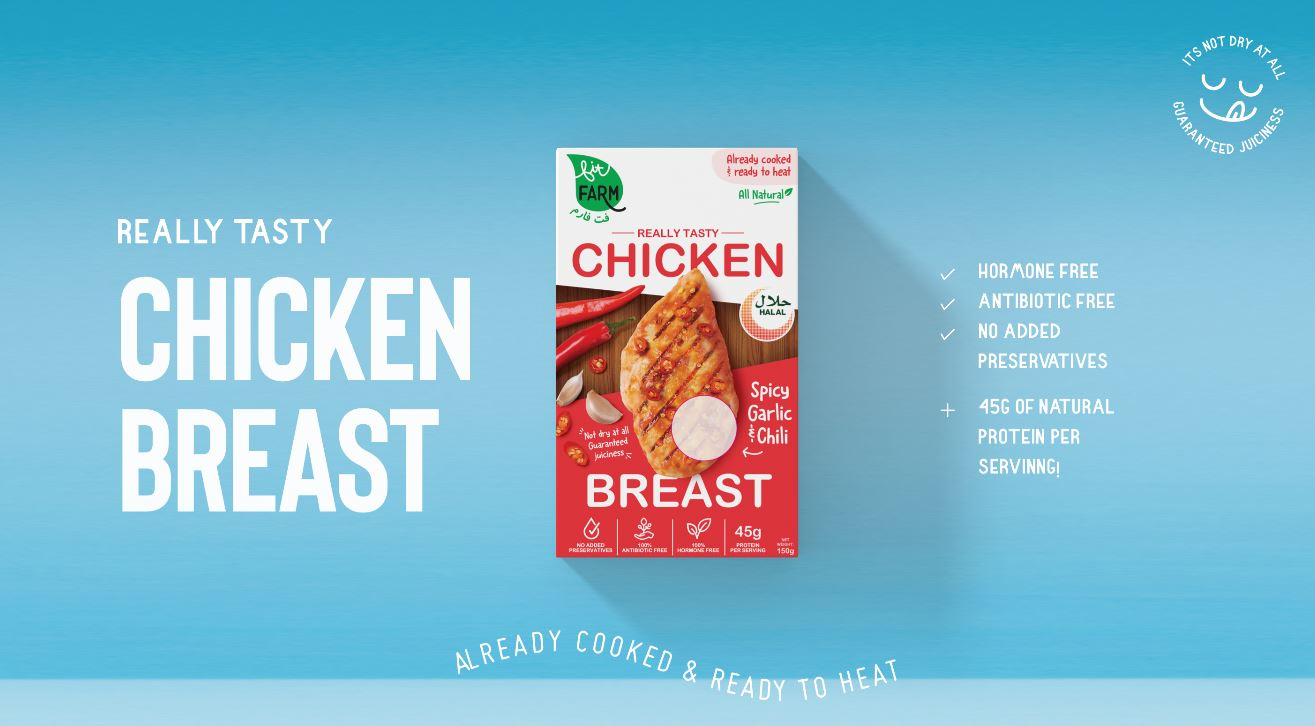 ITS NOT DRY AT ALL
GUARANTEED JUICINESS
REALLY TASTY
CHICKEN
BREAST
fit
FARM
فت فارم
Already cooked
& ready to heat
All Natural
REALLY TASTY
CHICKEN
حلال
HALAL
Spicy
Garlic
& Chili
Not dry at all
Guaranteed
juiciness
BREAST
NO ADDED
PRESERVATIVES
100%
ANTIBIOTIC FREE
100%
HORMONE FREE
45g
PROTEIN
PER SERVING
NET
WEIGHT:
150g
HORMONE FREE
ANTIBIOTIC FREE
NO ADDED
PRESERVATIVES
+ 45G OF NATURAL
PROTEIN PER
SERVINNG!
ALREADY COOKED & READY TO HEAT